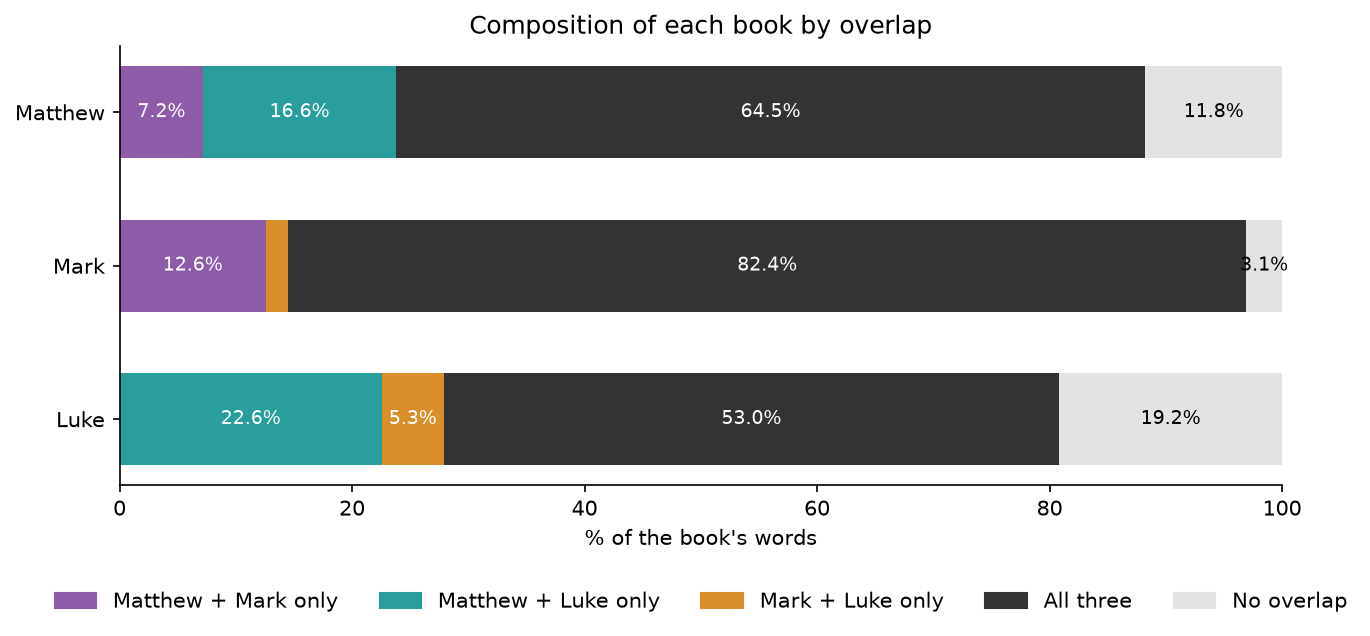 Composition of each book by overlap
Matthew 7.2% 16.6% 64.5% 11.8%
Mark 12.6% 82.4% 3.1%
Luke 22.6% 5.3% 53.0% 19.2%
0 20 40 60 80 100
% of the book's words
Matthew + Mark only Matthew + Luke only Mark + Luke only All three No overlap